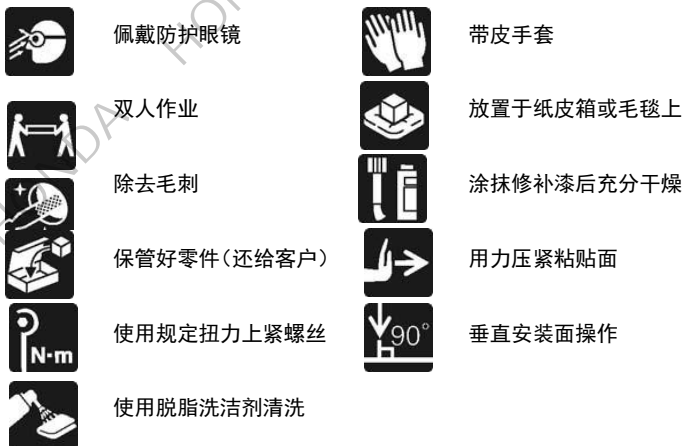 HONDA
HON
佩戴防护眼镜
带皮手套
双人作业
放置于纸皮箱或毛毯上
除去毛刺
涂抹修补漆后充分干燥
保管好零件（还给客户）
用力压紧粘贴面
使用规定扭力上紧螺丝
N·m
垂直安装面操作
90°
使用脱脂洗洁剂清洗